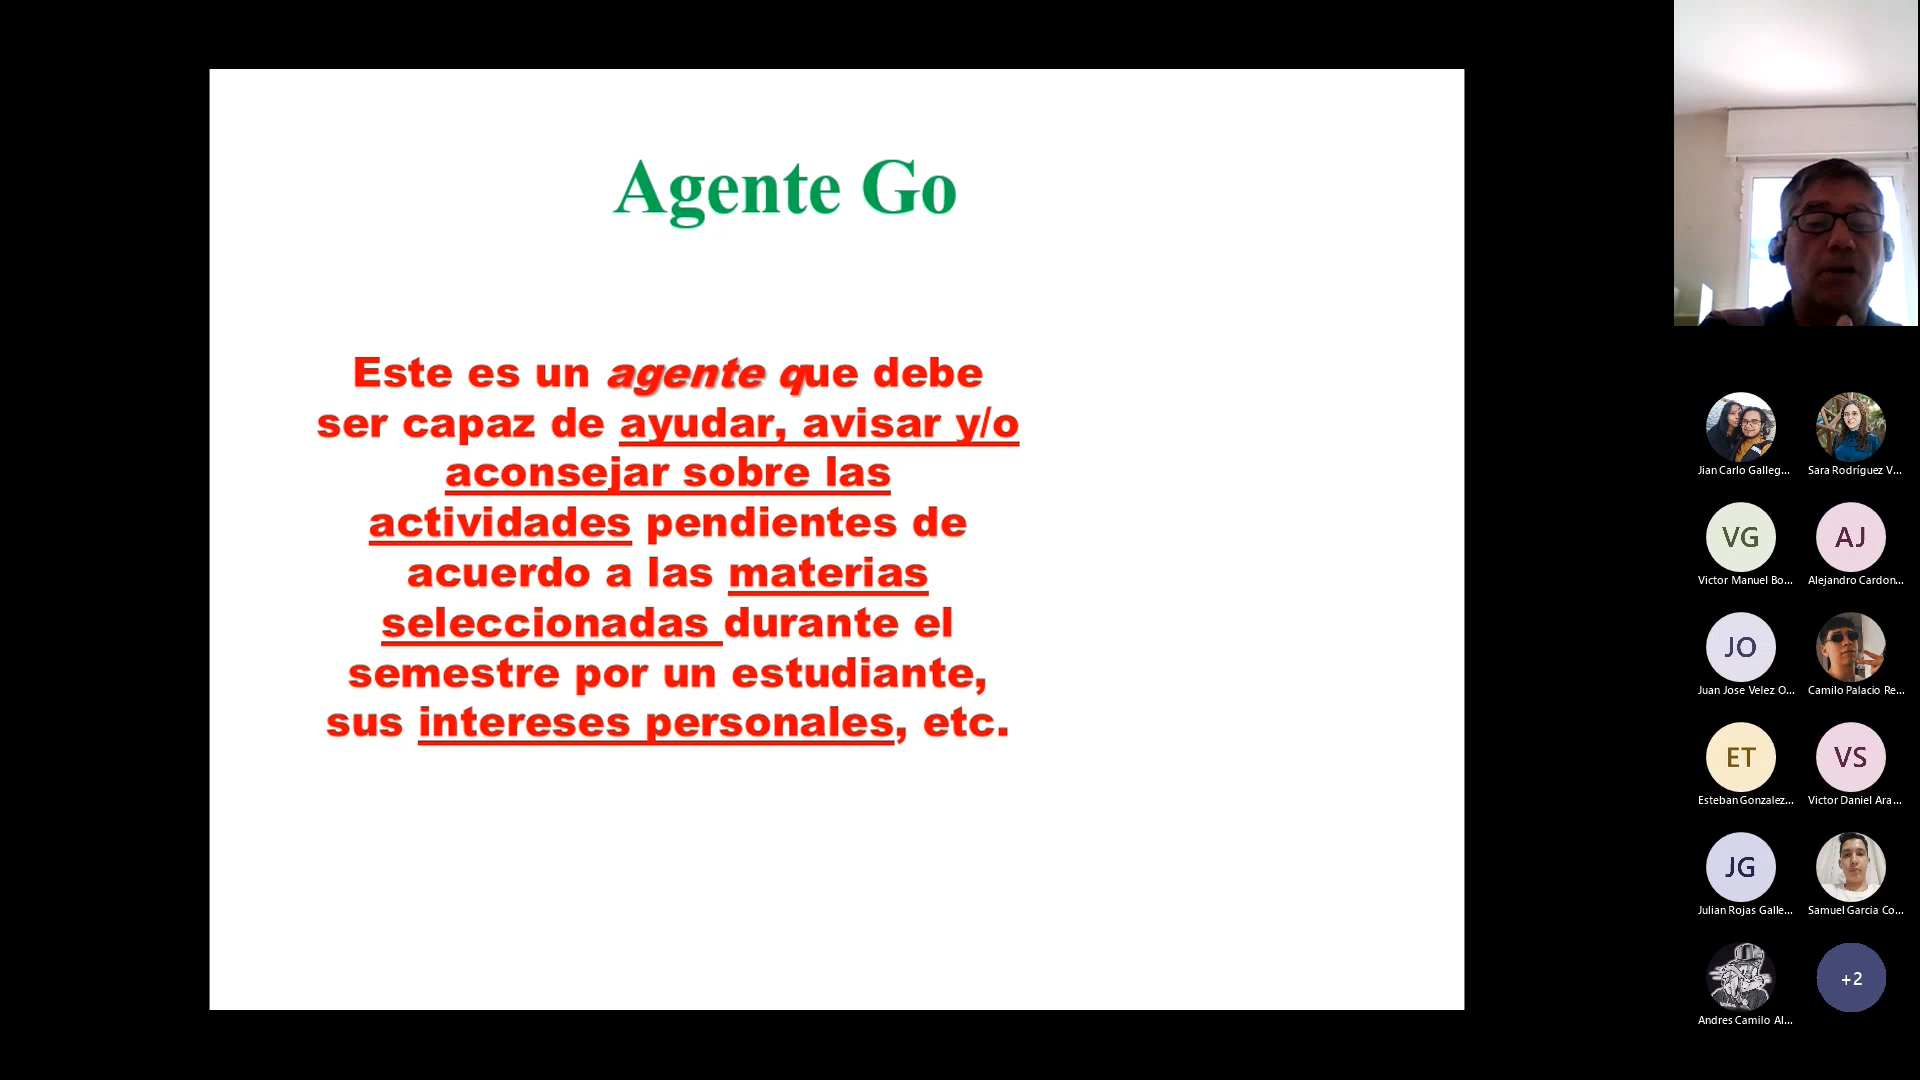 Agente Go
Este es un agente que debe
ser capaz de ayudar, avisar y/o
aconsejar sobre las
actividades pendientes de
acuerdo a las materias
seleccionadas durante el
semestre por un estudiante,
sus intereses personales, etc.
Jian Carlo Galleg...
Sara Rodríguez V...
VG
AJ
Victor Manuel Bo...
Alejandro Cardon...
JO
Juan Jose Velez O...
Camilo Palacio Re...
ET
VS
Esteban Gonzalez...
Victor Daniel Ara...
JG
Julian Rojas Galle...
Samuel Garcia Co...
+2
Andres Camilo Al...